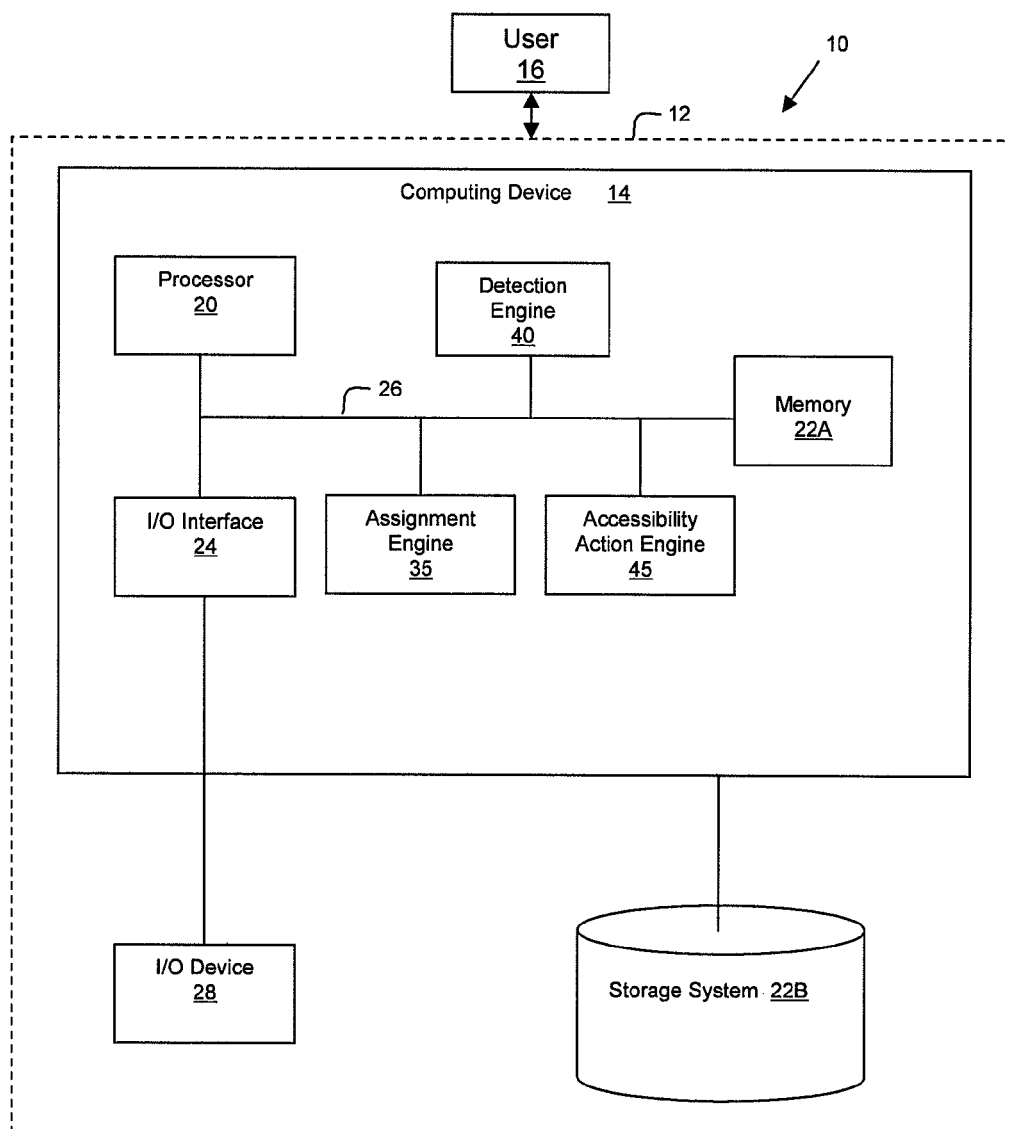 User
16
10
12
Computing Device 14
Processor
20
Detection
Engine
40
26
Memory
22A
I/O Interface
24
Assignment
Engine
35
Accessibility
Action Engine
45
I/O Device
28
Storage System 22B